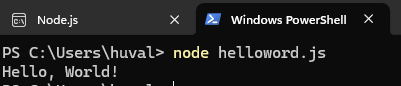 Node.js
Windows PowerShell
PS C:\Users\huval> node helloword.js
Hello, World!